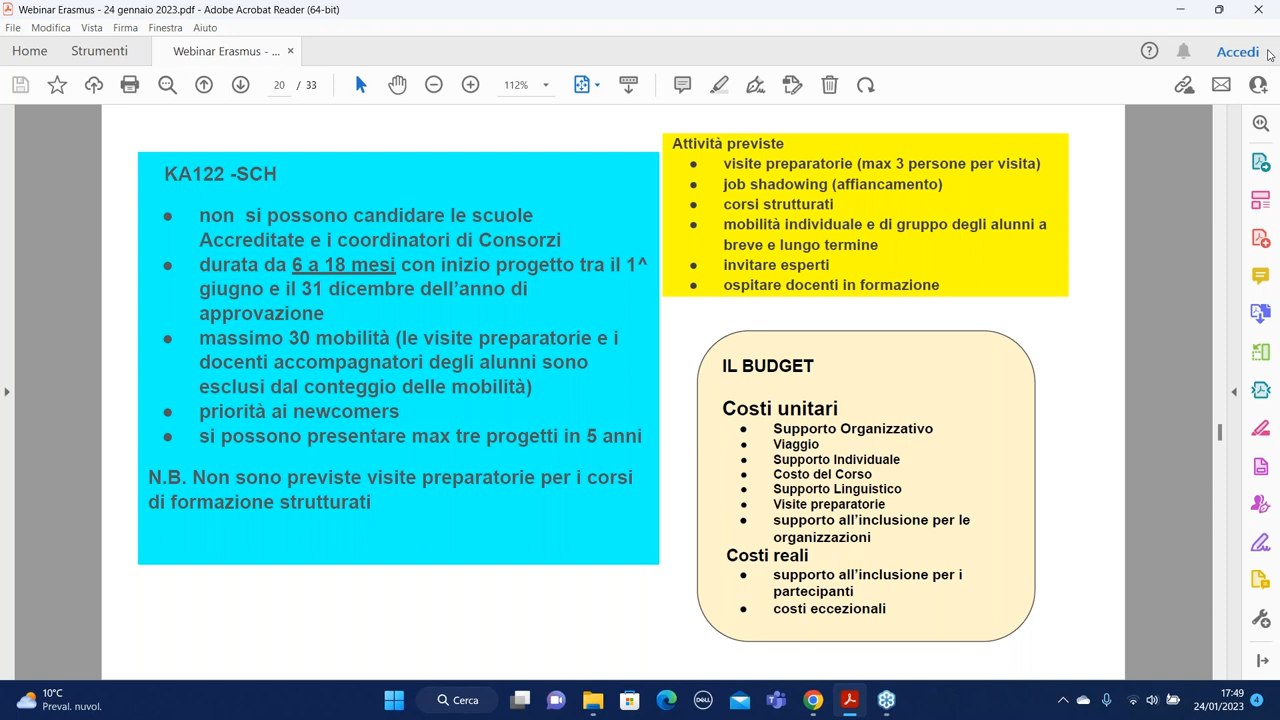 Webinar Erasmus - 24 gennaio 2023.pdf - Adobe Acrobat Reader (64-bit)
File Modifica Vista Firma Finestra Aiuto
Home Strumenti Webinar Erasmus - ... × Accedi
20 / 33 112%
KA122 -SCH
● non si possono candidare le scuole
Accreditate e i coordinatori di Consorzi
● durata da 6 a 18 mesi con inizio progetto tra il 1^
giugno e il 31 dicembre dell'anno di
approvazione
● massimo 30 mobilità (le visite preparatorie e i
docenti accompagnatori degli alunni sono
esclusi dal conteggio delle mobilità)
● priorità ai newcomers
● si possono presentare max tre progetti in 5 anni
N.B. Non sono previste visite preparatorie per i corsi
di formazione strutturati
Attività previste
● visite preparatorie (max 3 persone per visita)
● job shadowing (affiancamento)
● corsi strutturati
● mobilità individuale e di gruppo degli alunni a
breve e lungo termine
● invitare esperti
● ospitare docenti in formazione
IL BUDGET
Costi unitari
● Supporto Organizzativo
● Viaggio
● Supporto Individuale
● Costo del Corso
● Supporto Linguistico
● Visite preparatorie
● supporto all'inclusione per le
organizzazioni
Costi reali
● supporto all'inclusione per i
partecipanti
● costi eccezionali
10°C
Preval. nuvol.
Cerca
DELL
17:49
24/01/2023
4